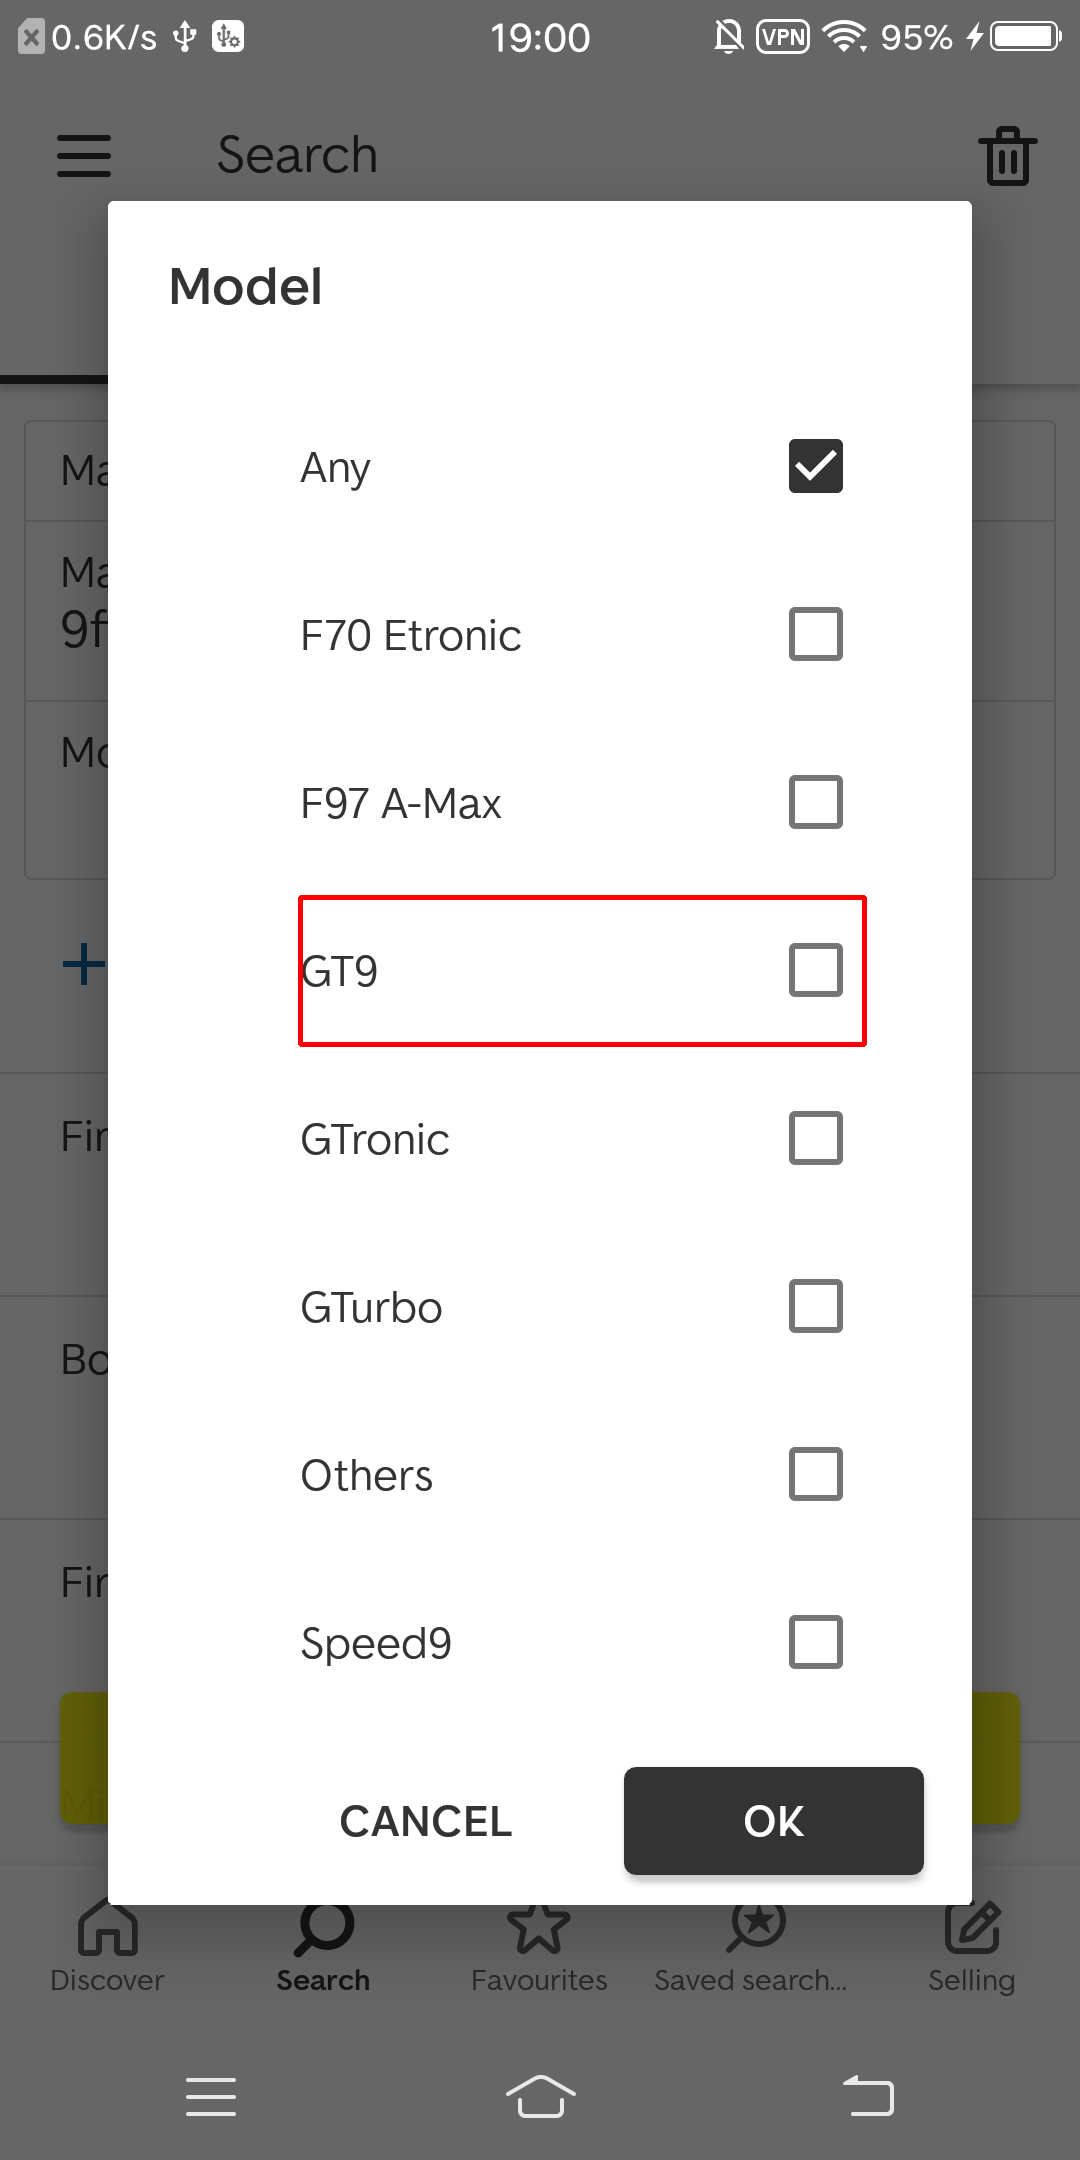 0.6K/s 19:00 VPN 95%
Search
Model
Any
F70 Etronic
F97 A-Max
GT9
GTronic
GTurbo
Others
Speed9
CANCEL OK
Discover Search Favourites Saved search... Selling